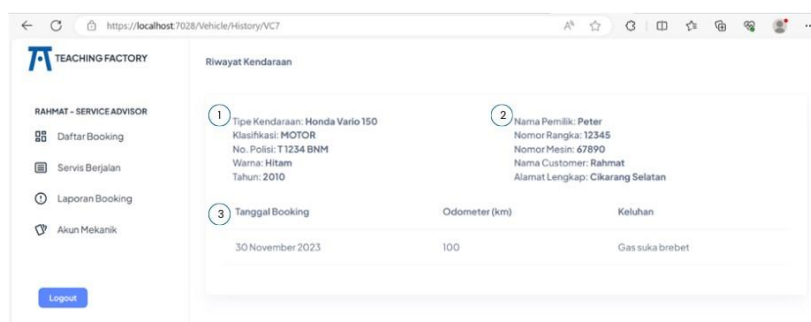 https://localhost:7028/Vehicle/History/VC7
TEACHING FACTORY
Riwayat Kendaraan
RAHMAT - SERVICE ADVISOR
Daftar Booking
Servis Berjalan
Laporan Booking
Akun Mekanik
Logout
1
Tipe Kendaraan: Honda Vario 150
Klasifikasi: MOTOR
No. Polisi: T 1234 BNM
Warna: Hitam
Tahun: 2010
2
Nama Pemilik: Peter
Nomor Rangka: 12345
Nomor Mesin: 67890
Nama Customer: Rahmat
Alamat Lengkap: Cikarang Selatan
3
Tanggal Booking Odometer (km) Keluhan
30 November 2023 100 Gas suka brebet